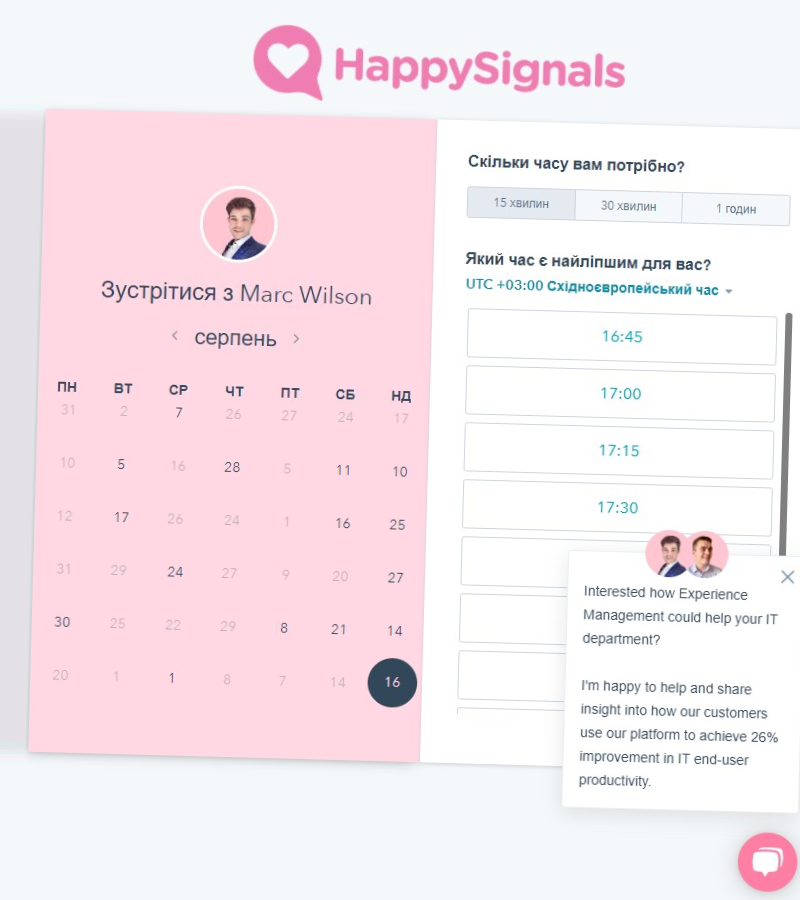 HappySignals
Зустрітися з Marc Wilson
серпень
ПН ВТ СР ЧТ ПТ СБ НД
31 2 7 26 27 24 17
10 5 16 28 5 11 10
12 17 26 24 1 16 25
31 29 24 27 9 20 27
30 25 22 29 8 21 14
20 1 1 8 7 14 16
Скільки часу вам потрібно?
15 хвилин 30 хвилин 1 годин
Який час є найліпшим для вас?
UTC +03:00 Східноєвропейський час
16:45
17:00
17:15
17:30
Interested how Experience
Management could help your IT
department?
I'm happy to help and share
insight into how our customers
use our platform to achieve 26%
improvement in IT end-user
productivity.